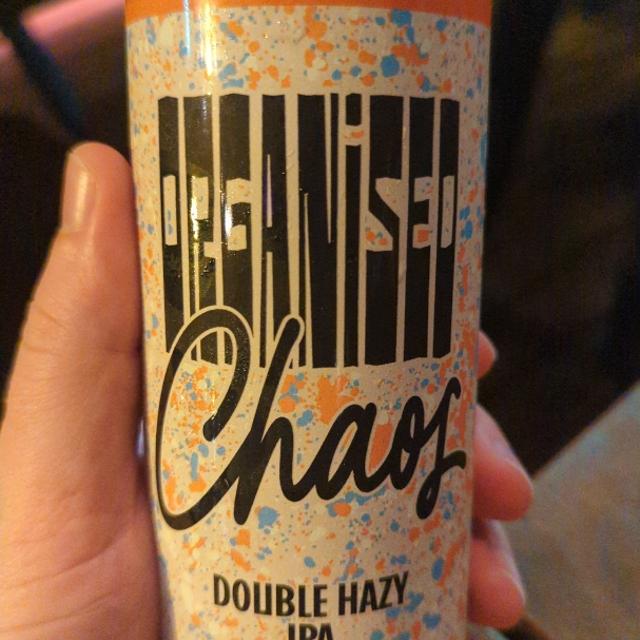 ORGANiSED
Chaos
DOUBLE HAZY
IPA